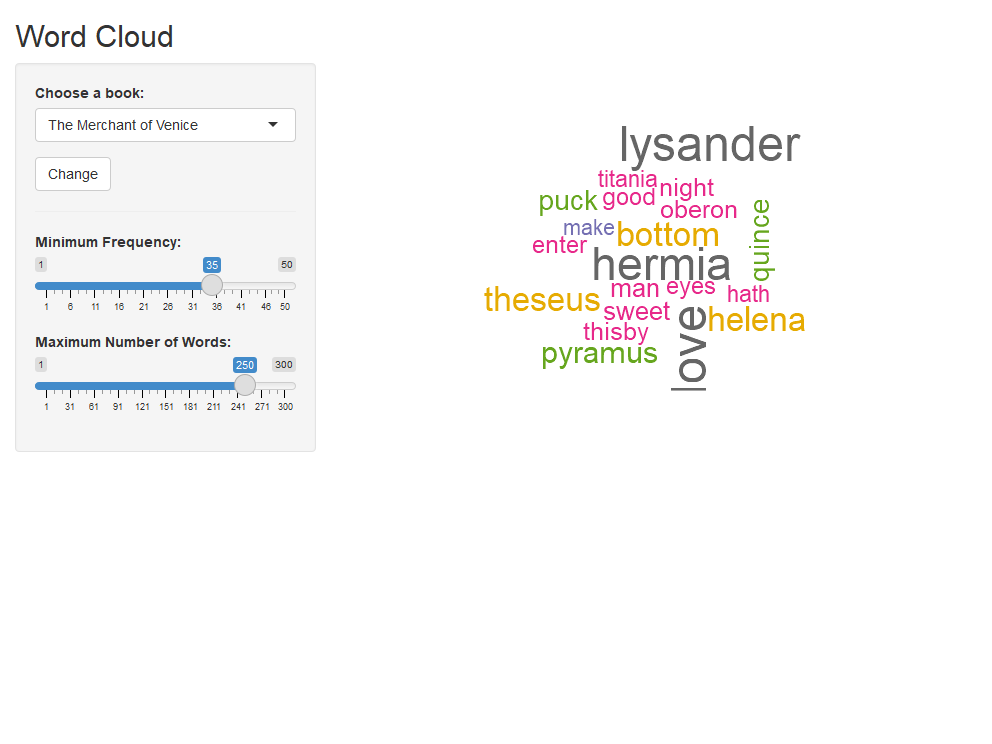 Word Cloud
Choose a book:
The Merchant of Venice
Change
Minimum Frequency:
1 35 50
1 6 11 16 21 26 31 36 41 46 50
Maximum Number of Words:
1 250 300
1 31 61 91 121 151 181 211 241 271 300
lysander
titania
night
puck
good
oberon
quince
make
bottom
enter
hermia
man
eyes
hath
theseus
sweet
love
helena
thisby
pyramus